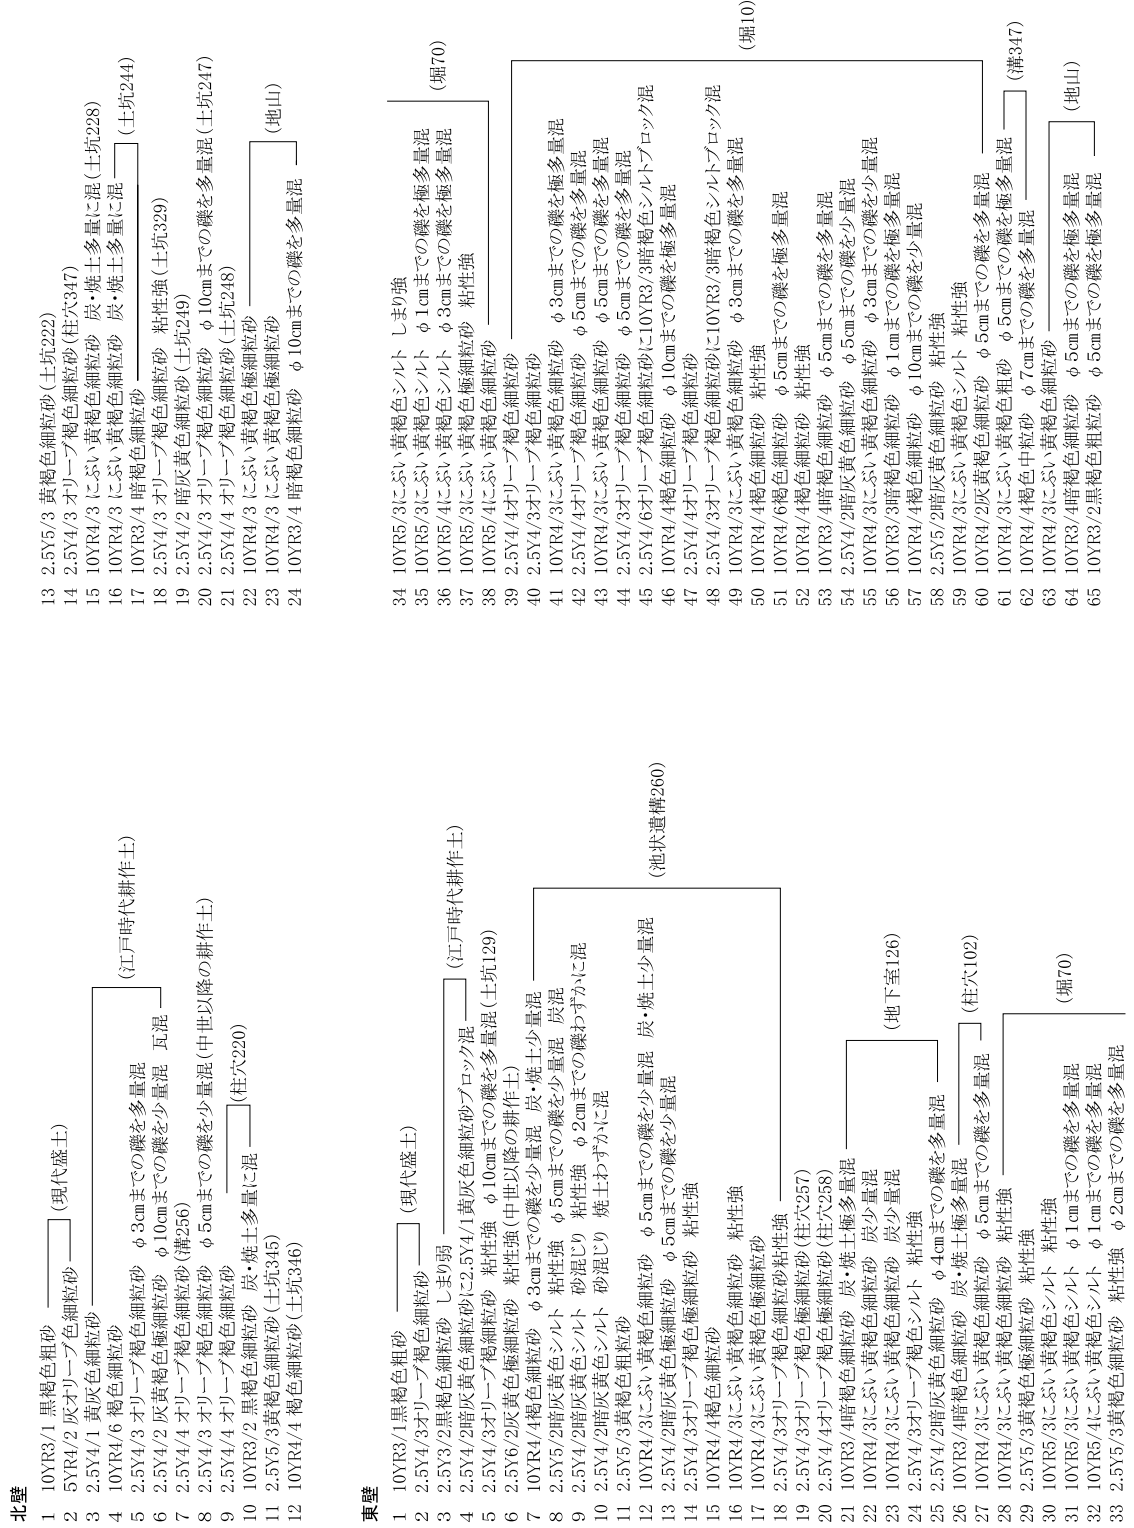 北壁
1 10YR3/1 黒褐色粗砂
2 5YR4/2 灰オリーブ色細粒砂
(現代盛土)
3 2.5Y4/1 黄灰色細粒砂
4 10YR4/6 褐色細粒砂
5 2.5Y4/3 オリーブ褐色細粒砂 φ3cmまでの礫を多量混
6 2.5Y4/2 灰黄褐色極細粒砂 φ10cmまでの礫を少量混 瓦混
(江戸時代耕作土)
7 2.5Y4/4 オリーブ褐色細粒砂(溝256)
8 2.5Y4/3 オリーブ褐色細粒砂 φ5cmまでの礫を少量混(中世以降の耕作土)
9 2.5Y4/4 オリーブ褐色細粒砂
10 10YR3/2 黒褐色細粒砂 炭・焼土多量に混
(柱穴220)
11 2.5Y5/3黄褐色細粒砂(土坑345)
12 10YR4/4 褐色細粒砂(土坑346)
13 2.5Y5/3 黄褐色細粒砂(土坑222)
14 2.5Y4/3 オリーブ褐色細粒砂(柱穴347)
15 10YR4/3 にぶい黄褐色細粒砂 炭・焼土多量に混(土坑228)
16 10YR4/3 にぶい黄褐色細粒砂 炭・焼土多量に混
17 10YR3/4 暗褐色細粒砂
(土坑244)
18 2.5Y4/3 オリーブ褐色細粒砂 粘性強(土坑329)
19 2.5Y4/2 暗灰黄色細粒砂(土坑249)
20 2.5Y4/3 オリーブ褐色細粒砂 φ10cmまでの礫を多量混(土坑247)
21 2.5Y4/4 オリーブ褐色細粒砂(土坑248)
22 10YR4/3 にぶい黄褐色極細粒砂
23 10YR4/3 にぶい黄褐色極細粒砂
24 10YR3/4 暗褐色細粒砂 φ10cmまでの礫を多量混
(地山)
東壁
1 10YR3/1黒褐色粗砂
2 2.5Y4/3オリーブ褐色細粒砂
(現代盛土)
3 2.5Y3/2黒褐色細粒砂 しまり弱
4 2.5Y4/2暗灰黄色細粒砂に2.5Y4/1黄灰色細粒砂ブロック混
(江戸時代耕作土)
5 2.5Y4/3オリーブ褐細粒砂 粘性強 φ10cmまでの礫を多量混(土坑129)
6 2.5Y6/2灰黄色極細粒砂 粘性強(中世以降の耕作土)
7 10YR4/4褐色細粒砂 φ3cmまでの礫を少量混 炭・焼土少量混
8 2.5Y5/2暗灰黄色シルト 粘性強 φ5cmまでの礫を少量混 炭混
9 2.5Y4/2暗灰黄色シルト 砂混じり 粘性強 φ2cmまでの礫わずかに混
10 2.5Y4/2暗灰黄色シルト 砂混じり 焼土わずかに混
11 2.5Y5/3黄褐色粗粒砂
12 10YR4/3にぶい黄褐色細粒砂 φ5cmまでの礫を少量混 炭・焼土少量混
13 2.5Y4/2暗灰黄色極細粒砂 φ5cmまでの礫を少量混
14 2.5Y4/3オリーブ褐色極細粒砂 粘性強
15 10YR4/4褐色細粒砂
16 10YR4/3にぶい黄褐色細粒砂 粘性強
17 10YR4/3にぶい黄褐色極細粒砂
18 2.5Y4/3オリーブ褐色細粒砂粘性強
(池状遺構260)
19 2.5Y4/3オリーブ褐色極細粒砂(柱穴257)
20 2.5Y4/4オリーブ褐色極細粒砂(柱穴258)
21 10YR3/4暗褐色細粒砂 炭・焼土極多量混
22 10YR4/3にぶい黄褐色細粒砂 炭少量混
23 10YR4/3にぶい黄褐色細粒砂 炭少量混
24 2.5Y4/3オリーブ褐色シルト 粘性強
25 2.5Y4/2暗灰黄色細粒砂 φ4cmまでの礫を多量混
(地下室126)
26 10YR3/4暗褐色細粒砂 炭・焼土極多量混
27 10YR4/3にぶい黄褐色細粒砂 φ5cmまでの礫を多量混
(柱穴102)
28 10YR4/3にぶい黄褐色細粒砂 粘性強
29 2.5Y5/3黄褐色極細粒砂 粘性強
30 10YR5/3にぶい黄褐色シルト 粘性強
31 10YR5/3にぶい黄褐色シルト φ1cmまでの礫を多量混
32 10YR5/4にぶい黄褐色シルト φ1cmまでの礫を多量混
33 2.5Y5/3黄褐色細粒砂 粘性強 φ2cmまでの礫を多量混
(堀70)
34 10YR5/3にぶい黄褐色シルト しまり強
35 10YR5/3にぶい黄褐色シルト φ1cmまでの礫を極多量混
36 10YR5/4にぶい黄褐色シルト φ3cmまでの礫を極多量混
37 10YR5/3にぶい黄褐色極細粒砂 粘性強
38 10YR5/4にぶい黄褐色細粒砂
(堀70)
39 2.5Y4/4オリーブ褐色細粒砂
40 2.5Y4/3オリーブ褐色細粒砂
41 10YR4/3にぶい黄褐色細粒砂 φ3cmまでの礫を極多量混
42 2.5Y4/4オリーブ褐色細粒砂 φ5cmまでの礫を多量混
43 10YR4/3にぶい黄褐色細粒砂 φ5cmまでの礫を多量混
44 2.5Y4/3オリーブ褐色細粒砂 φ5cmまでの礫を多量混
45 2.5Y4/6オリーブ褐色細粒砂に10YR3/3暗褐色シルトブロック混
46 10YR4/4褐色細粒砂 φ10cmまでの礫を極多量混
47 2.5Y4/4オリーブ褐色細粒砂
48 2.5Y4/3オリーブ褐色細粒砂に10YR3/3暗褐色シルトブロック混
49 10YR4/3にぶい黄褐色細粒砂 φ3cmまでの礫を多量混
50 10YR4/4褐色細粒砂 粘性強
51 10YR4/6褐色細粒砂 φ5cmまでの礫を極多量混
52 10YR4/4褐色細粒砂 粘性強
53 10YR3/4暗褐色細粒砂 φ5cmまでの礫を多量混
54 2.5Y4/2暗灰黄色細粒砂 φ5cmまでの礫を少量混
55 10YR4/3にぶい黄褐色細粒砂 φ3cmまでの礫を少量混
56 10YR3/3暗褐色細粒砂 φ1cmまでの礫を極多量混
57 10YR4/4褐色細粒砂 φ10cmまでの礫を少量混
58 2.5Y5/2暗灰黄色細粒砂 粘性強
59 10YR4/3にぶい黄褐色シルト 粘性強
60 10YR4/2灰黄褐色細粒砂 φ5cmまでの礫を多量混
(堀10)
61 10YR4/3にぶい黄褐色粗砂 φ5cmまでの礫を極多量混
62 10YR4/4褐色中粒砂 φ7cmまでの礫を多量混
(溝347)
63 10YR4/3にぶい黄褐色細粒砂
64 10YR3/4暗褐色細粒砂 φ5cmまでの礫を極多量混
65 10YR3/2黒褐色粗粒砂 φ5cmまでの礫を極多量混
(地山)